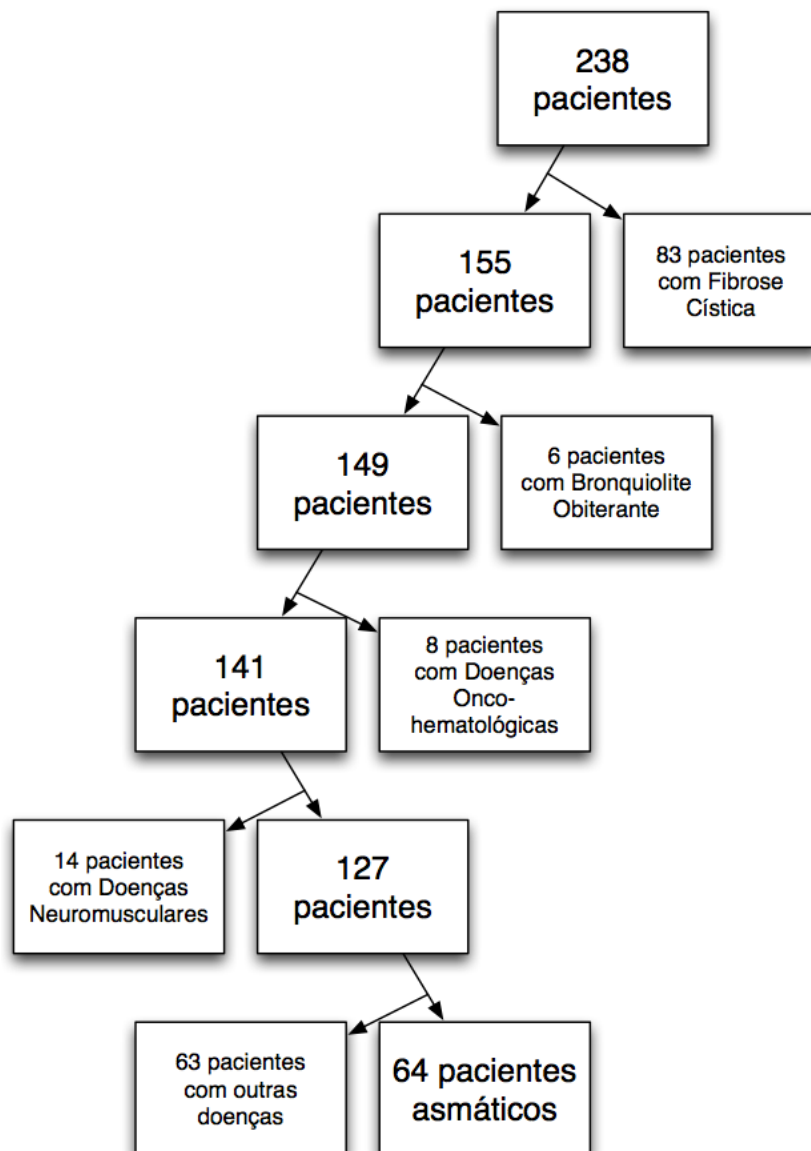 238
pacientes
155
pacientes
83 pacientes
com Fibrose
Cística
149
pacientes
6 pacientes
com Bronquiolite
Obiterante
141
pacientes
8 pacientes
com Doenças
Onco-
hematológicas
14 pacientes
com Doenças
Neuromusculares
127
pacientes
63 pacientes
com outras
doenças
64 pacientes
asmáticos